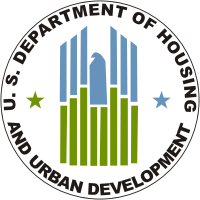 U. S. DEPARTMENT OF HOUSING
AND URBAN DEVELOPMENT